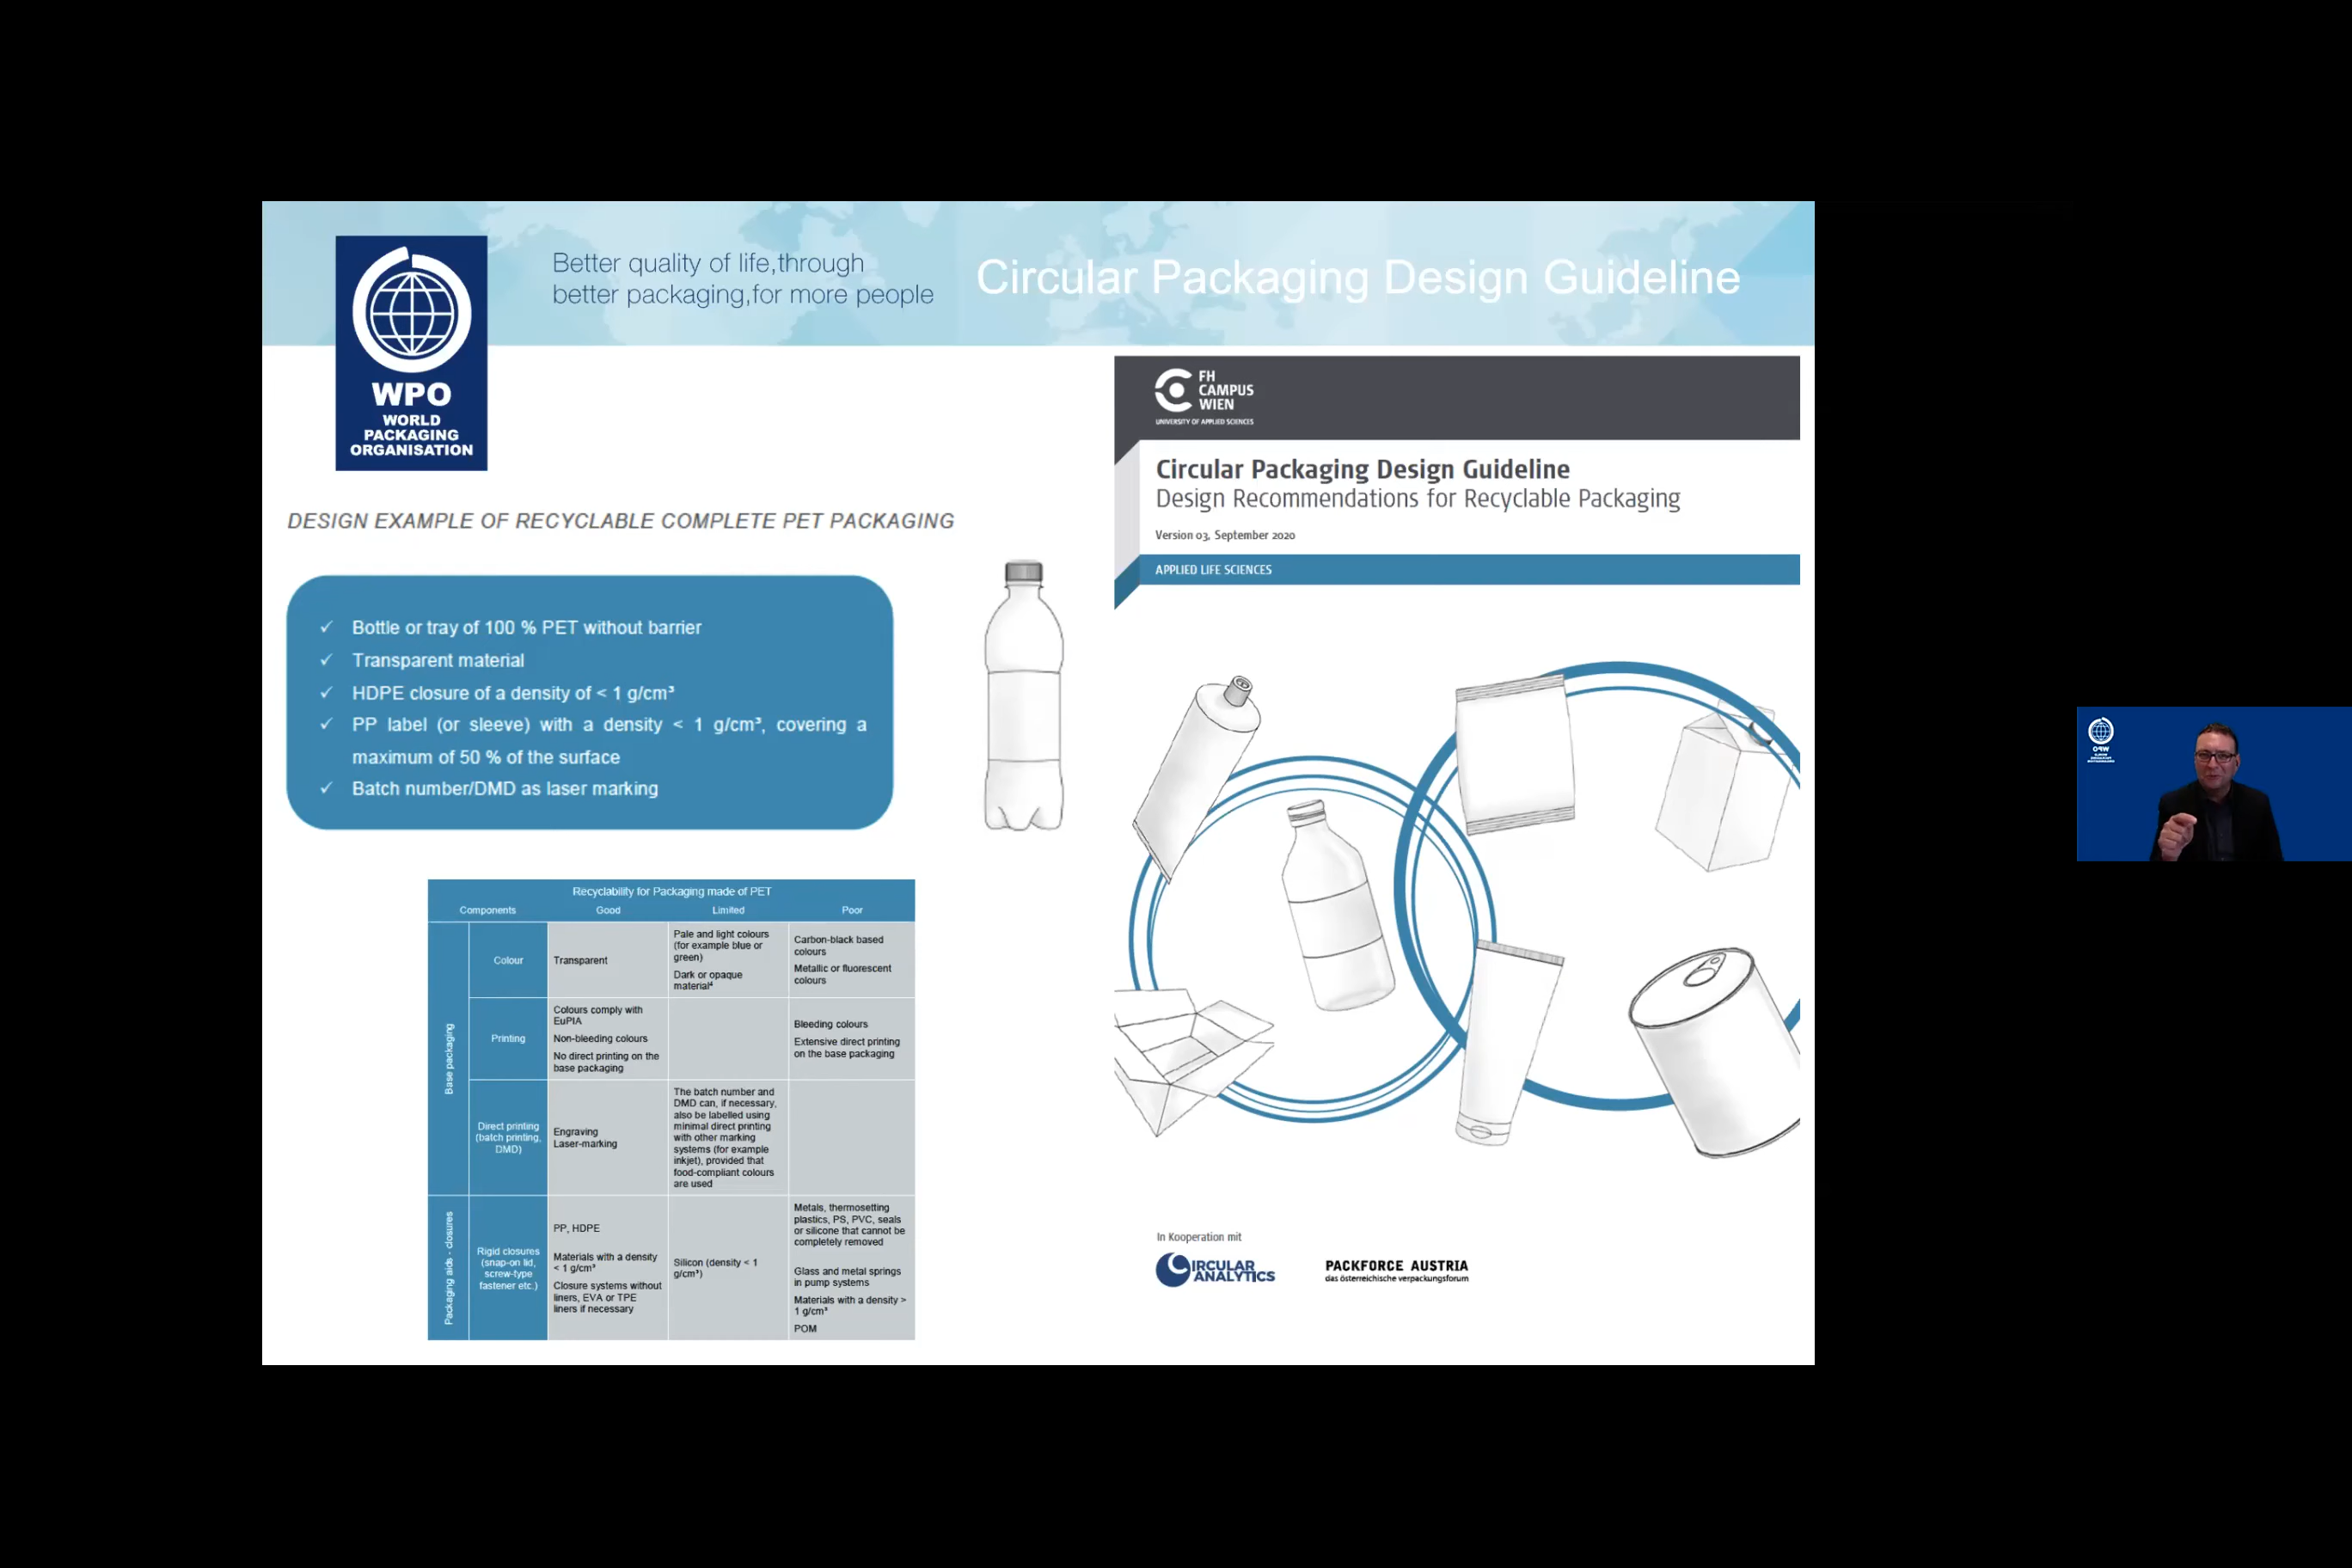 Better quality of life,through
better packaging,for more people
Circular Packaging Design Guideline
WPO
WORLD
PACKAGING
ORGANISATION
DESIGN EXAMPLE OF RECYCLABLE COMPLETE PET PACKAGING
✓ Bottle or tray of 100 % PET without barrier
✓ Transparent material
✓ HDPE closure of a density of < 1 g/cm³
✓ PP label (or sleeve) with a density < 1 g/cm³, covering a
maximum of 50 % of the surface
✓ Batch number/DMD as laser marking
Recyclability for Packaging made of PET
Components Good Limited Poor
Base packaging
Colour
Transparent
Pale and light colours
(for example blue or
green)
Dark or opaque
material⁴
Carbon-black based
colours
Metallic or fluorescent
colours
Printing
Colours comply with
EuPIA
Non-bleeding colours
No direct printing on the
base packaging
Bleeding colours
Extensive direct printing
on the base packaging
Direct printing
(batch printing,
DMD)
Engraving
Laser-marking
The batch number and
DMD can, if necessary,
also be labelled using
minimal direct printing
with other marking
systems (for example
inkjet), provided that
food-compliant colours
are used
Packaging aids - closures
Rigid closures
(snap-on lid,
screw-type
fastener etc.)
PP, HDPE
Materials with a density
< 1 g/cm³
Closure systems without
liners, EVA or TPE
liners if necessary
Silicon (density < 1
g/cm³)
Metals, thermosetting
plastics, PS, PVC, seals
or silicone that cannot be
completely removed
Glass and metal springs
in pump systems
Materials with a density >
1 g/cm³
POM
FH
CAMPUS
WIEN
UNIVERSITY OF APPLIED SCIENCES
Circular Packaging Design Guideline
Design Recommendations for Recyclable Packaging
Version 03, September 2020
APPLIED LIFE SCIENCES
In Kooperation mit
CIRCULAR
ANALYTICS
PACKFORCE AUSTRIA
das österreichische verpackungsforum
WPO